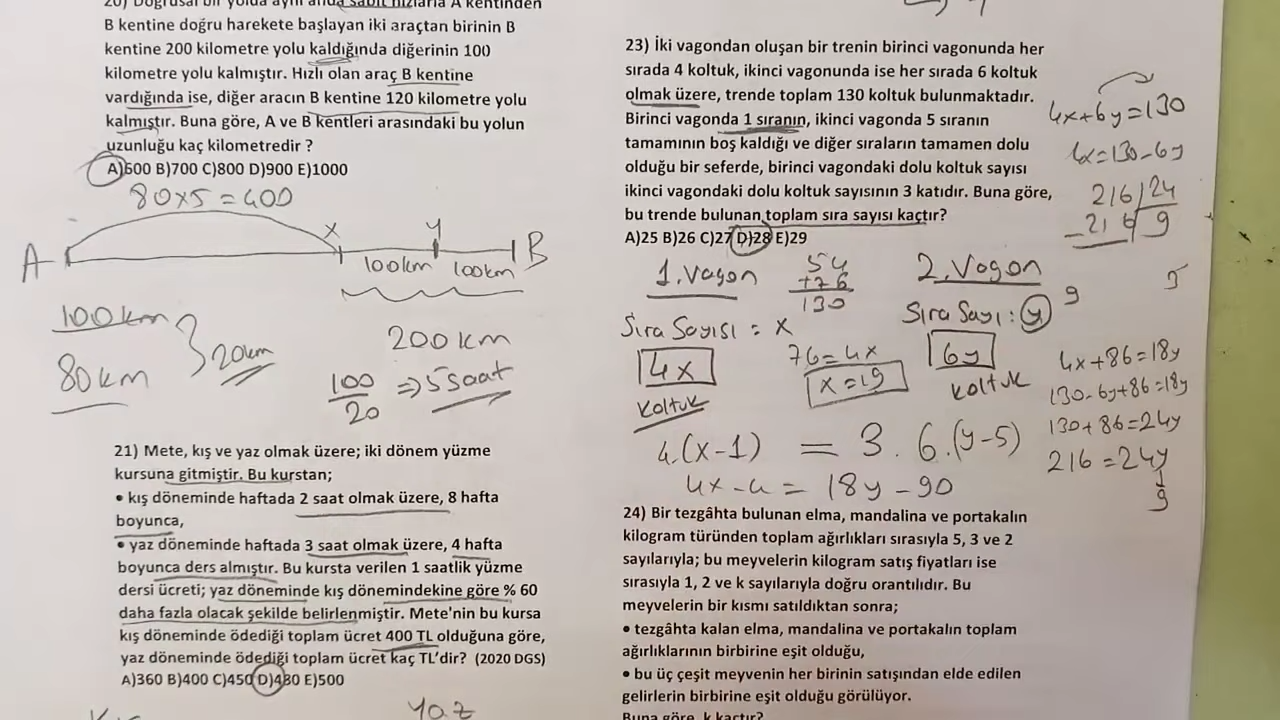 20) Doğrusal bir yolda aynı anda sabit hızlarla A kentinden
B kentine doğru harekete başlayan iki araçtan birinin B
kentine 200 kilometre yolu kaldığında diğerinin 100
kilometre yolu kalmıştır. Hızlı olan araç B kentine
vardığında ise, diğer aracın B kentine 120 kilometre yolu
kalmıştır. Buna göre, A ve B kentleri arasındaki bu yolun
uzunluğu kaç kilometredir ?
A)600 B)700 C)800 D)900 E)1000
80x5=400
A x y B
100km 100km
100km
80km
20km
200km
100/20 => 5 saat
21) Mete, kış ve yaz olmak üzere; iki dönem yüzme
kursuna gitmiştir. Bu kurstan;
• kış döneminde haftada 2 saat olmak üzere, 8 hafta
boyunca,
• yaz döneminde haftada 3 saat olmak üzere, 4 hafta
boyunca ders almıştır. Bu kursta verilen 1 saatlik yüzme
dersi ücreti; yaz döneminde kış dönemindekine göre % 60
daha fazla olacak şekilde belirlenmiştir. Mete'nin bu kursa
kış döneminde ödediği toplam ücret 400 TL olduğuna göre,
yaz döneminde ödediği toplam ücret kaç TL'dir? (2020 DGS)
A)360 B)400 C)450 D)480 E)500
yaz
23) İki vagondan oluşan bir trenin birinci vagonunda her
sırada 4 koltuk, ikinci vagonunda ise her sırada 6 koltuk
olmak üzere, trende toplam 130 koltuk bulunmaktadır.
Birinci vagonda 1 sıranın, ikinci vagonda 5 sıranın
tamamının boş kaldığı ve diğer sıraların tamamen dolu
olduğu bir seferde, birinci vagondaki dolu koltuk sayısı
ikinci vagondaki dolu koltuk sayısının 3 katıdır. Buna göre,
bu trende bulunan toplam sıra sayısı kaçtır?
A)25 B)26 C)27 D)28 E)29
1. Vagon
54
+76
130
2. Vagon
Sıra Sayısı = x
Sıra Sayı : y 9
4x
koltuk
76=4x
x=19
6y
koltuk
4.(x-1) = 3.6.(y-5)
4x-4 = 18y-90
4x+6y=130
4x=130-6y
216 24
-216 9
5
4x+86=18y
130-6y+86=18y
130+86=24y
216=24y
9
24) Bir tezgâhta bulunan elma, mandalina ve portakalın
kilogram türünden toplam ağırlıkları sırasıyla 5, 3 ve 2
sayılarıyla; bu meyvelerin kilogram satış fiyatları ise
sırasıyla 1, 2 ve k sayılarıyla doğru orantılıdır. Bu
meyvelerin bir kısmı satıldıktan sonra;
• tezgâhta kalan elma, mandalina ve portakalın toplam
ağırlıklarının birbirine eşit olduğu,
• bu üç çeşit meyvenin her birinin satışından elde edilen
gelirlerin birbirine eşit olduğu görülüyor.
Buna göre, k kaçtır?